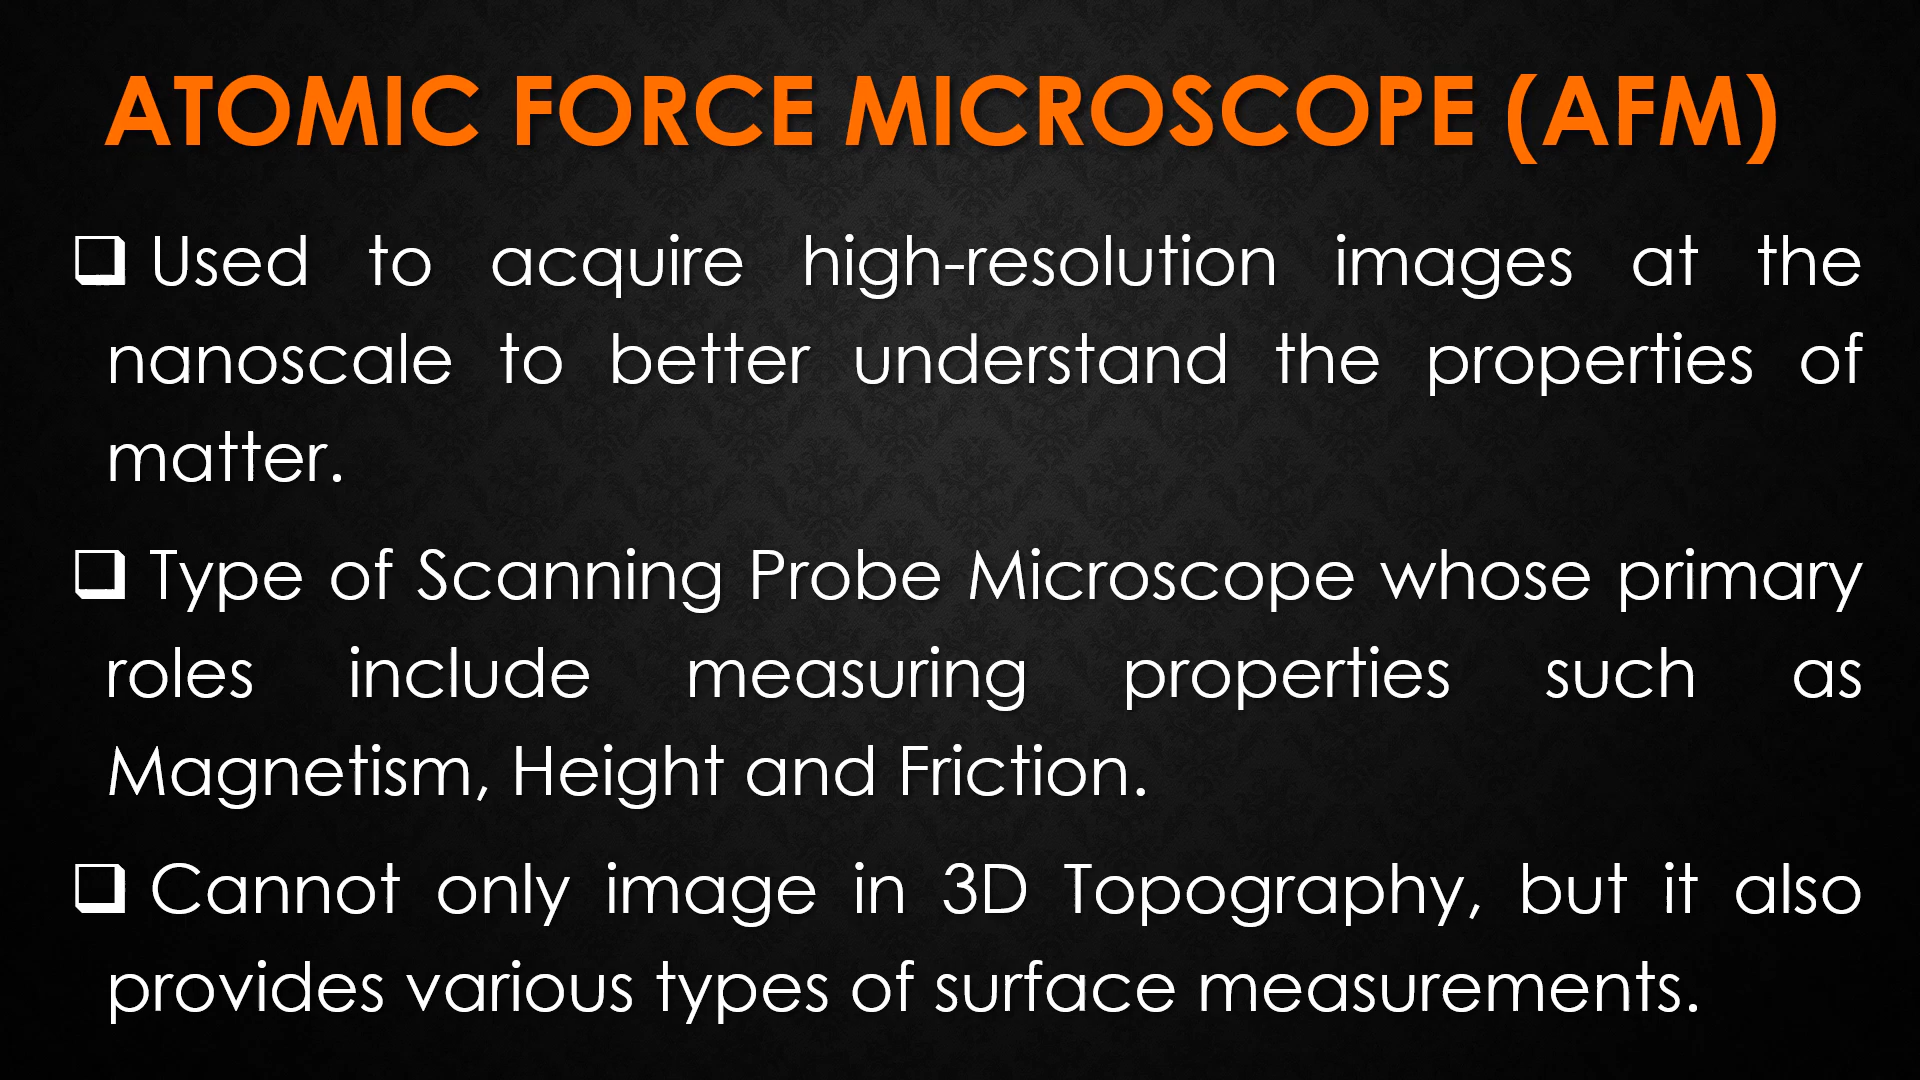 ATOMIC FORCE MICROSCOPE (AFM)
❑ Used to acquire high-resolution images at the
nanoscale to better understand the properties of
matter.
❑ Type of Scanning Probe Microscope whose primary
roles include measuring properties such as
Magnetism, Height and Friction.
❑ Cannot only image in 3D Topography, but it also
provides various types of surface measurements.